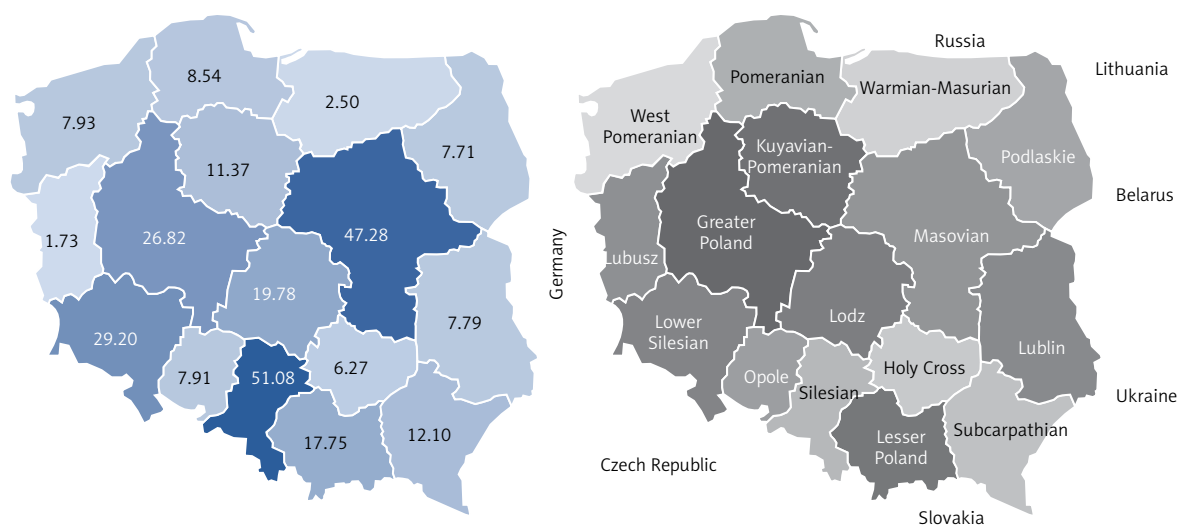 8.54
7.93
2.50
7.71
11.37
1.73
26.82
47.28
19.78
29.20
7.79
7.91
51.08
6.27
17.75
12.10
Russia
Lithuania
Pomeranian
Warmian-Masurian
West
Pomeranian
Kuyavian-
Pomeranian
Podlaskie
Belarus
Greater
Poland
Masovian
Lubusz
Germany
Lodz
Lower
Silesian
Lublin
Holy Cross
Opole
Silesian
Ukraine
Subcarpathian
Lesser
Poland
Czech Republic
Slovakia